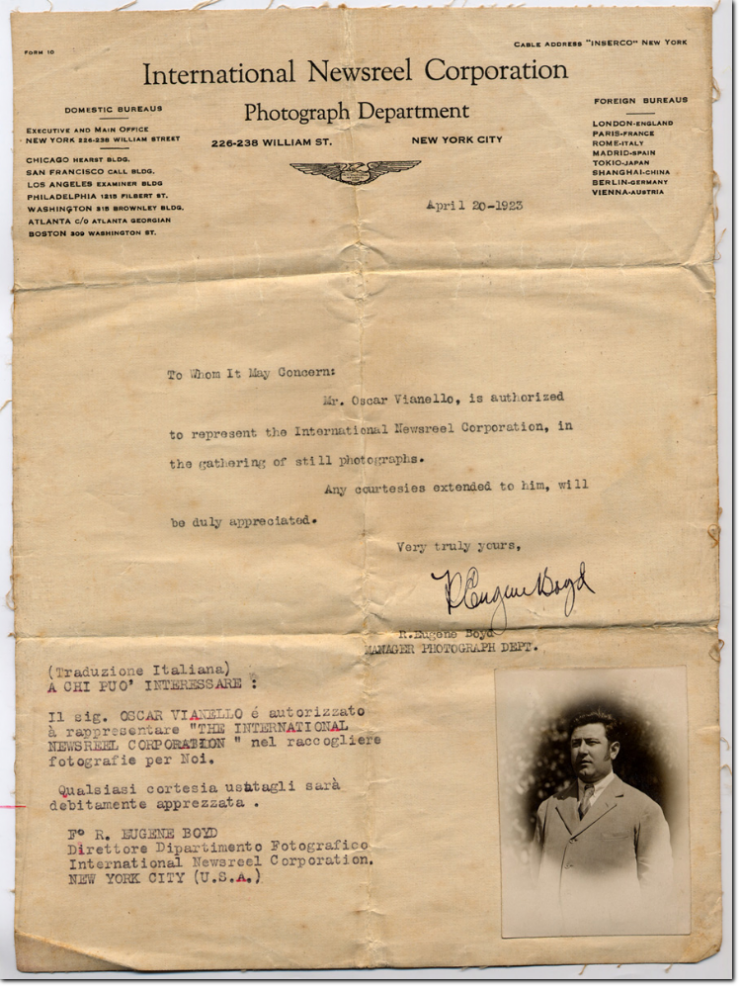 FORM 10
CABLE ADDRESS "INSERCO" NEW YORK
International Newsreel Corporation
Photograph Department
226-238 WILLIAM ST. NEW YORK CITY
DOMESTIC BUREAUS
EXECUTIVE AND MAIN OFFICE
NEW YORK 226-238 WILLIAM STREET
CHICAGO HEARST BLDG.
SAN FRANCISCO CALL BLDG.
LOS ANGELES EXAMINER BLDG
PHILADELPHIA 1215 FILBERT ST.
WASHINGTON 215 BROWNLEY BLDG.
ATLANTA C/O ATLANTA GEORGIAN
BOSTON 309 WASHINGTON ST.
FOREIGN BUREAUS
LONDON-ENGLAND
PARIS-FRANCE
ROME-ITALY
MADRID-SPAIN
TOKIO-JAPAN
SHANGHAI-CHINA
BERLIN-GERMANY
VIENNA-AUSTRIA
April 20-1923
To Whom It May Concern:
Mr. Oscar Vianello, is authorized
to represent the International Newsreel Corporation, in
the gathering of still photographs.
Any courtesies extended to him, will
be duly appreciated.
Very truly yours,
R Eugene Boyd
R.Eugene Boyd
MANAGER PHOTOGRAPH DEPT.
(Traduzione Italiana)
A CHI PUO' INTERESSARE :
Il sig. OSCAR VIANELLO é autorizzato
à rappresentare "THE INTERNATIONAL
NEWSREEL CORPORATION " nel raccogliere
fotografie per Noi.
Qualsiasi cortesia usatagli sarà
debitamente apprezzata .
Fº R. EUGENE BOYD
Direttore Dipartimento Fotografico
International Newsreel Corporation.
NEW YORK CITY (U.S.A.)